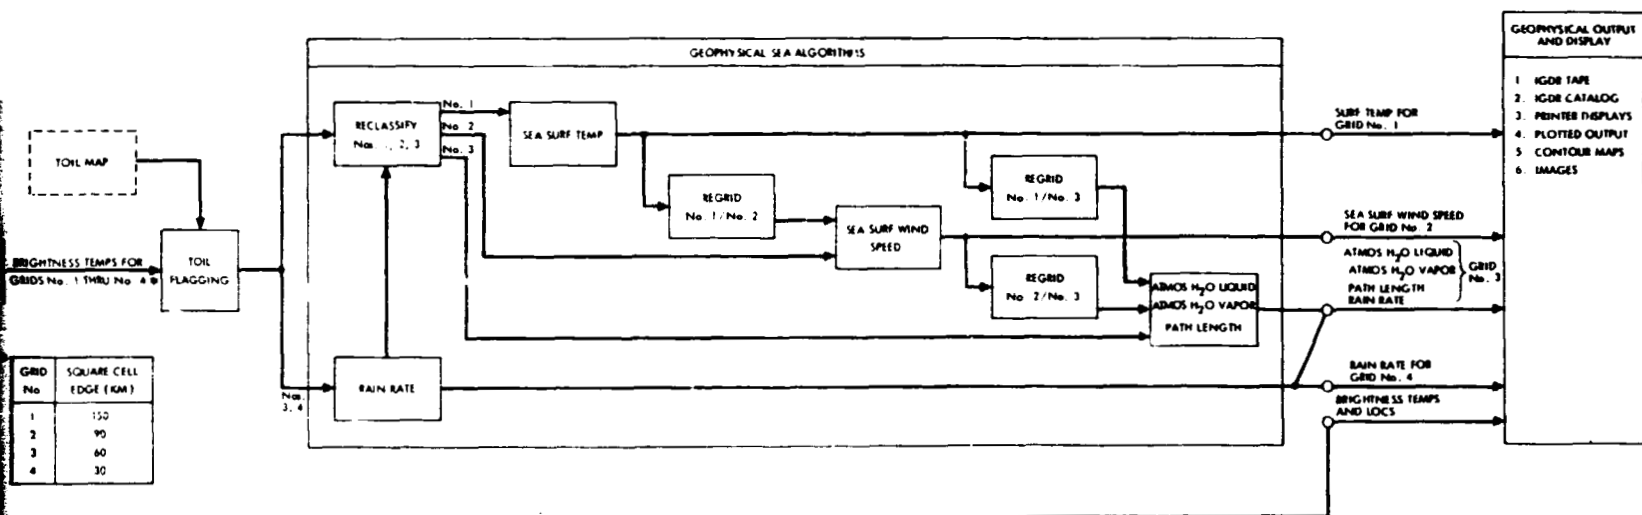 GEOPHYSICAL SEA ALGORITHMS
GEOPHYSICAL OUTPUT
AND DISPLAY
1 IGDR TAPE
2. IGDR CATALOG
3. PRINTER DISPLAYS
4. PLOTTED OUTPUT
5 CONTOUR MAPS
6. IMAGES
TOIL MAP
BRIGHTNESS TEMPS FOR
GRIDS No. 1 THRU No. 4
TOIL
FLAGGING
RECLASSIFY
Nos. 1, 2, 3
No. 1
No. 2
No. 3
SEA SURF TEMP
REGRID
No. 1/No. 2
SEA SURF WIND
SPEED
REGRID
No. 1/No. 3
REGRID
No 2/No. 3
ATMOS H₂O LIQUID
ATMOS H₂O VAPOR
PATH LENGTH
RAIN RATE
Nos.
3, 4
SURF TEMP FOR
GRID No. 1
SEA SURF WIND SPEED
FOR GRID No 2
ATMOS H₂O LIQUID
ATMOS H₂O VAPOR
PATH LENGTH
RAIN RATE
GRID
No. 3
RAIN RATE FOR
GRID No. 4
BRIGHTNESS TEMPS
AND LOCS
GRID
No
SQUARE CELL
EDGE (KM)
1 150
2 90
3 60
4 30